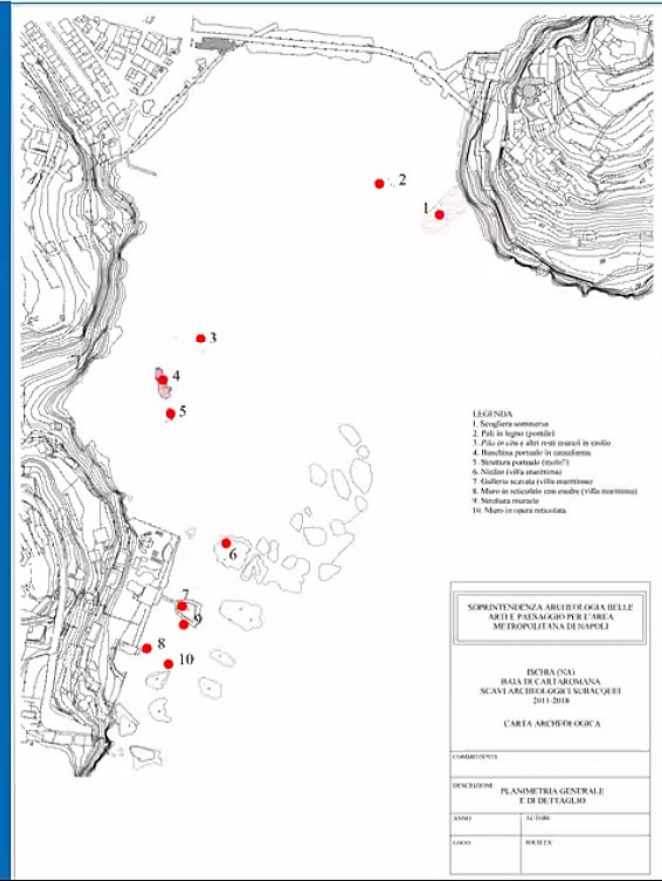 2
1
3
4
5
6
7
9
8
10
LEGENDA
1. Scogliera sommersa
2. Pali in legno (pontile)
3. Pila in situ e altri resti murari in crollo
4. Banchina portuale in cassaforma
5. Struttura portuale (molo?)
6. Ninfeo (villa marittima)
7. Galleria scavata (villa marittima)
8. Muro in reticolato con cubilia (villa marittima)
9. Struttura muraria
10. Muro in opera reticolata
SOPRINTENDENZA ARCHEOLOGIA BELLE
ARTI E PAESAGGIO PER L'AREA
METROPOLITANA DI NAPOLI
ISCHIA (NA)
BAIA DI CARTAROMANA
SCAVI ARCHEOLOGICI SUBACQUEI
2011-2018
CARTA ARCHEOLOGICA
COMMITTENTE
DESCRIZIONE
PLANIMETRIA GENERALE
E DI DETTAGLIO
ANNO
AUTORE
LOGO
SOCIETA'